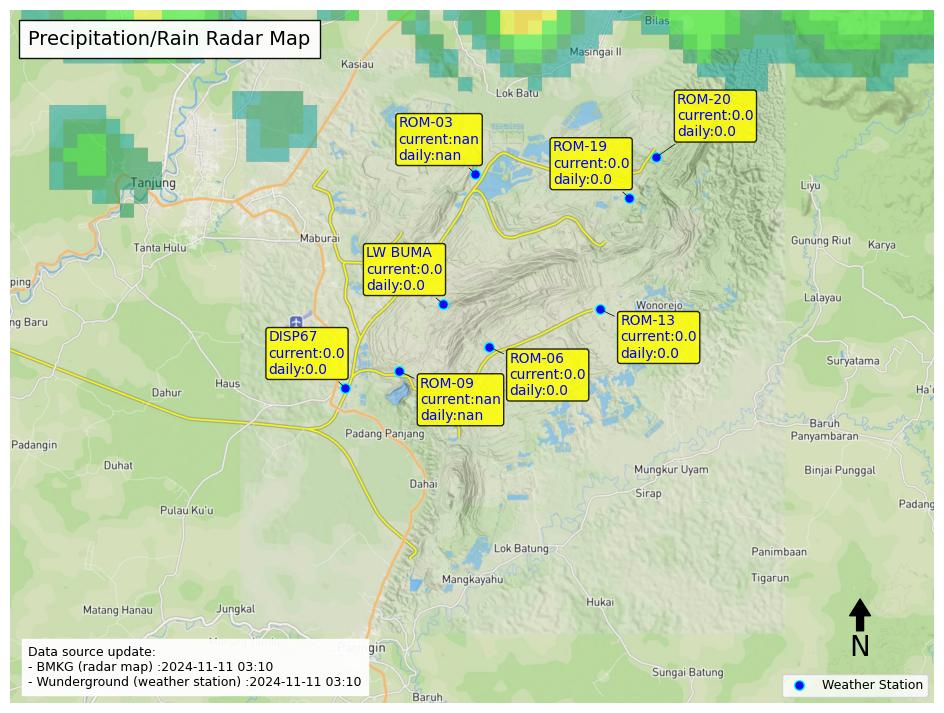 Precipitation/Rain Radar Map
Bilas
Masingai II
Kasiau
Lok Batu
ROM-20
current:0.0
daily:0.0
ROM-03
current:nan
daily:nan
ROM-19
current:0.0
daily:0.0
Tanjung
Liyu
Maburai
Tanta Hulu
Gunung Riut
Karya
LW BUMA
current:0.0
daily:0.0
ping
Lalayau
Wonorejo
ng Baru
ROM-13
current:0.0
daily:0.0
DISP67
current:0.0
daily:0.0
ROM-06
current:0.0
daily:0.0
Suryatama
ROM-09
current:nan
daily:nan
Haus
Dahur
Ha'
Baruh
Panyambaran
Padang Panjang
Padangin
Duhat
Mungkur Uyam
Binjai Punggal
Dahai
Sirap
Padang
Pulau Ku'u
Lok Batung
Panimbaan
Mangkayahu
Tigarun
Hukai
Matang Hanau
Jungkal
N
Data source update:
- BMKG (radar map) :2024-11-11 03:10
- Wunderground (weather station) :2024-11-11 03:10
Sungai Batung
Baruh
Weather Station